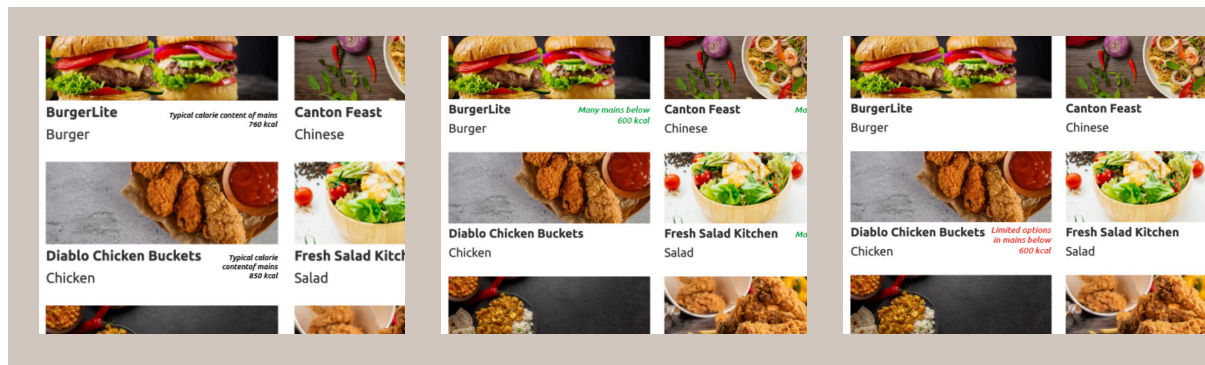 BurgerLite
Typical calorie content of mains
760 kcal
Burger
Canton Feast
Chinese
Diablo Chicken Buckets
Typical calorie
contentof mains
850 kcal
Chicken
Fresh Salad Kitch
Salad
BurgerLite
Many mains below
600 kcal
Burger
Canton Feast
Ma
Chinese
Diablo Chicken Buckets
Chicken
Fresh Salad Kitchen
Ma
Salad
BurgerLite
Burger
Canton Feast
Chinese
Diablo Chicken Buckets
Limited options
in mains below
600 kcal
Chicken
Fresh Salad Kitchen
Salad